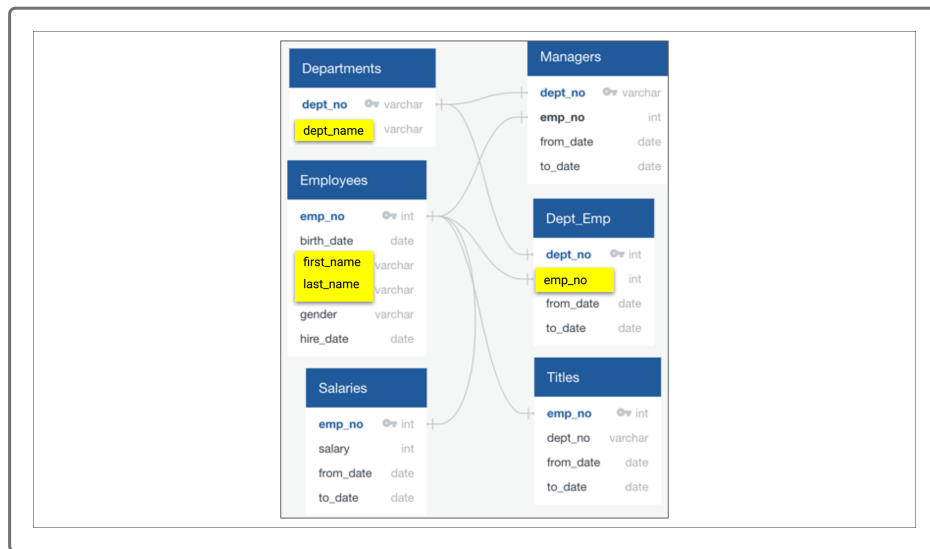 Departments
dept_no varchar
dept_name varchar
Employees
emp_no int
birth_date date
first_name varchar
last_name varchar
gender varchar
hire_date date
Salaries
emp_no int
salary int
from_date date
to_date date
Managers
dept_no varchar
emp_no int
from_date date
to_date date
Dept_Emp
dept_no int
emp_no int
from_date date
to_date date
Titles
emp_no int
dept_no varchar
from_date date
to_date date